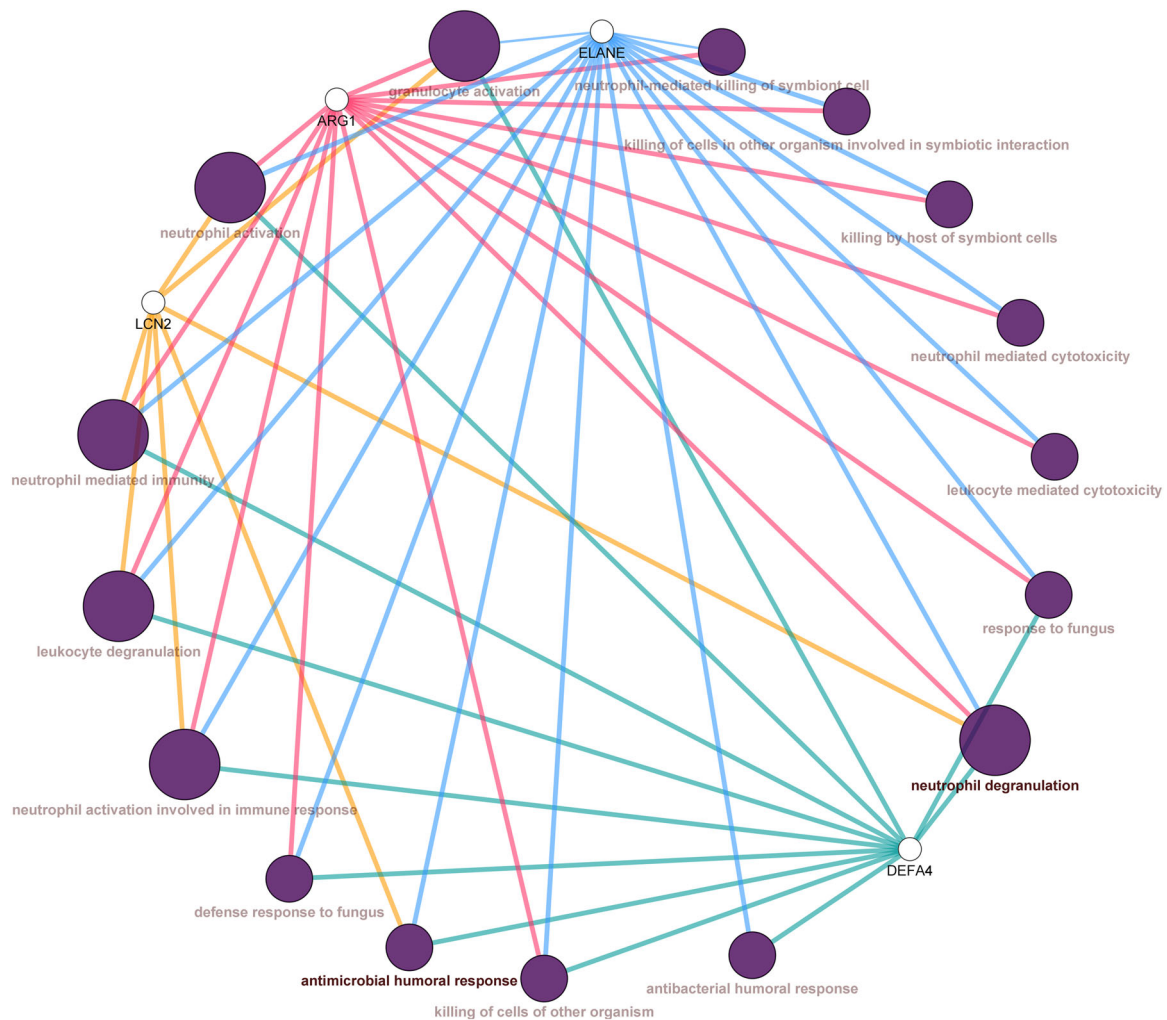 ELANE
neutrophil-mediated killing of symbiont cell
granulocyte activation
ARG1
killing of cells in other organism involved in symbiotic interaction
neutrophil activation
killing by host of symbiont cells
LCN2
neutrophil mediated cytotoxicity
neutrophil mediated immunity
leukocyte mediated cytotoxicity
response to fungus
leukocyte degranulation
neutrophil degranulation
neutrophil activation involved in immune response
DEFA4
defense response to fungus
antimicrobial humoral response
antibacterial humoral response
killing of cells of other organism